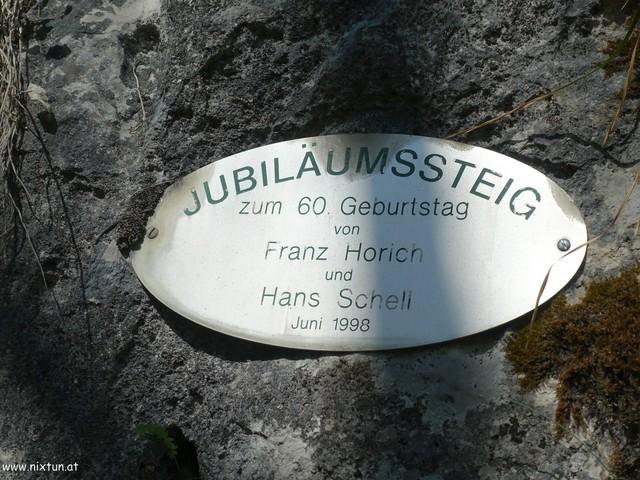 JUBILÄUMSSTEIG
zum 60 Geburtstag
von
Franz Horich
und
Hans Schell
Juni 1998
www.nixtun.at